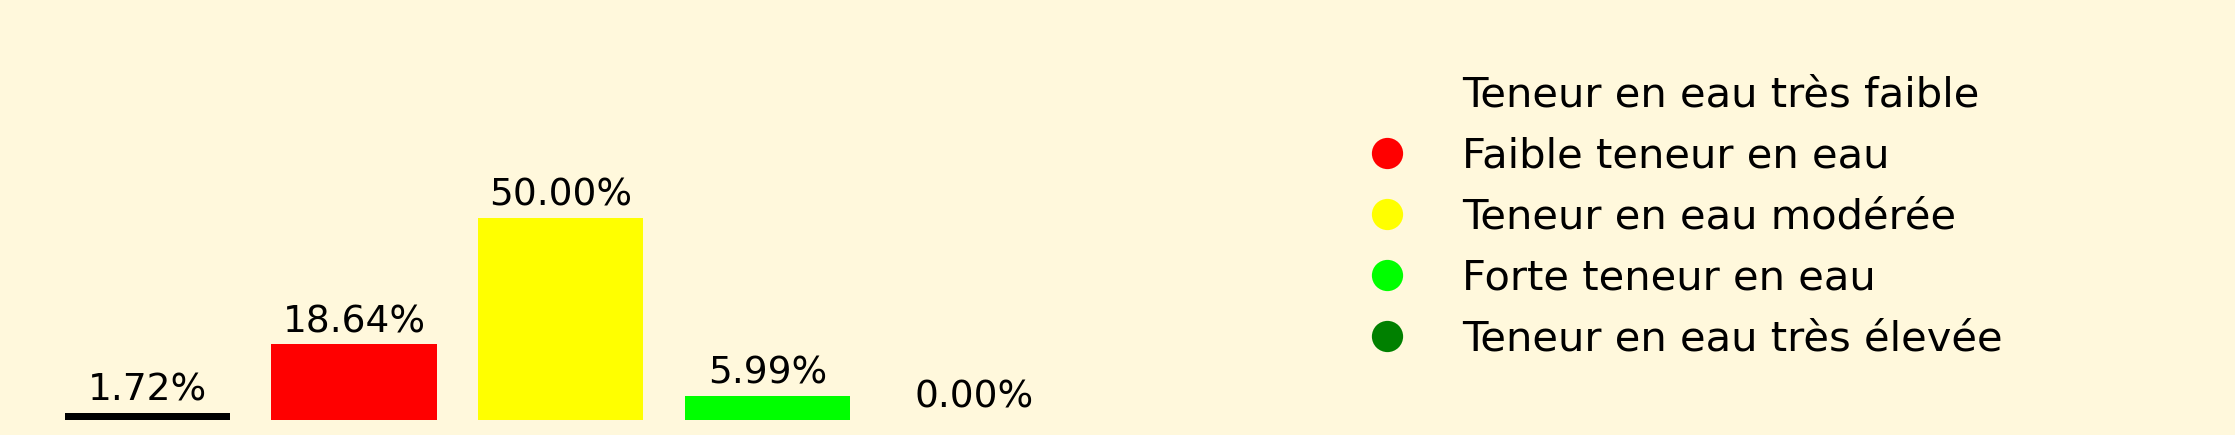 1.72%
18.64%
50.00%
5.99%
0.00%
Teneur en eau très faible
Faible teneur en eau
Teneur en eau modérée
Forte teneur en eau
Teneur en eau très élevée